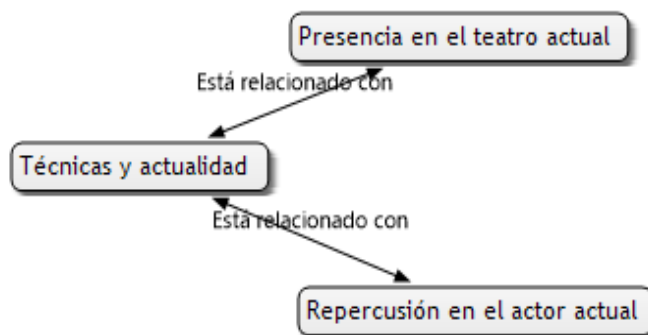 Presencia en el teatro actual
Está relacionado con
Técnicas y actualidad
Está relacionado con
Repercusión en el actor actual